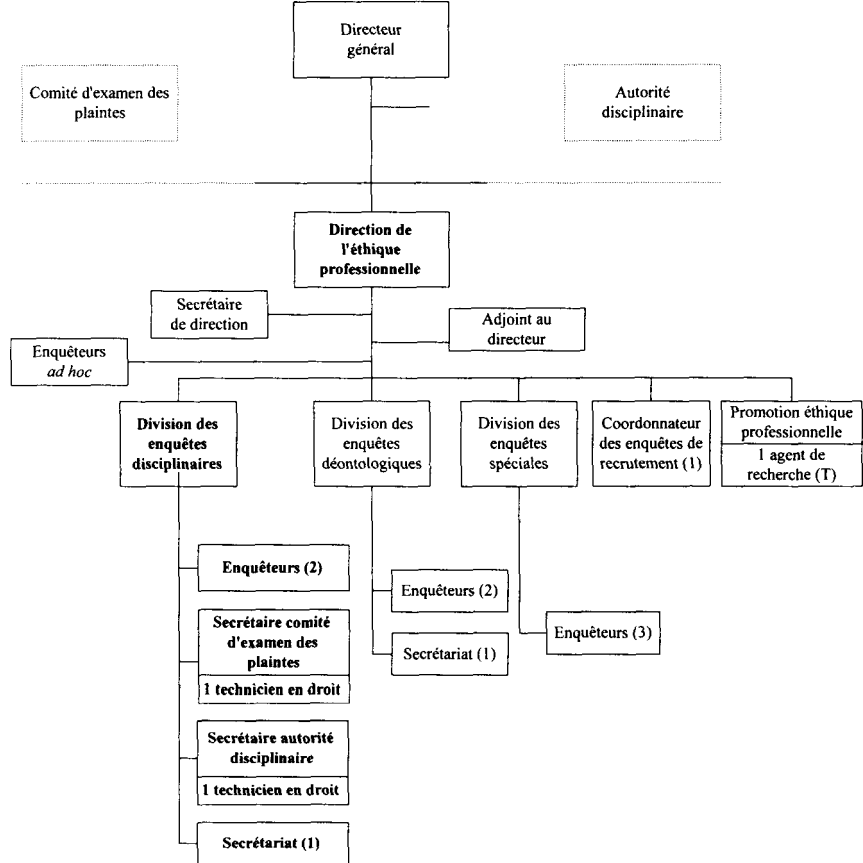 Directeur
général
Comité d'examen des
plaintes
Autorité
disciplinaire
Direction de
l'éthique
professionnelle
Secrétaire
de direction
Adjoint au
directeur
Enquêteurs
ad hoc
Division des
enquêtes
disciplinaires
Division des
enquêtes
déontologiques
Division des
enquêtes
spéciales
Coordonnateur
des enquêtes de
recrutement (1)
Promotion éthique
professionnelle
1 agent de
recherche (T)
Enquêteurs (2)
Secrétaire comité
d'examen des
plaintes
1 technicien en droit
Secrétaire autorité
disciplinaire
1 technicien en droit
Secrétariat (1)
Enquêteurs (2)
Secrétariat (1)
Enquêteurs (3)